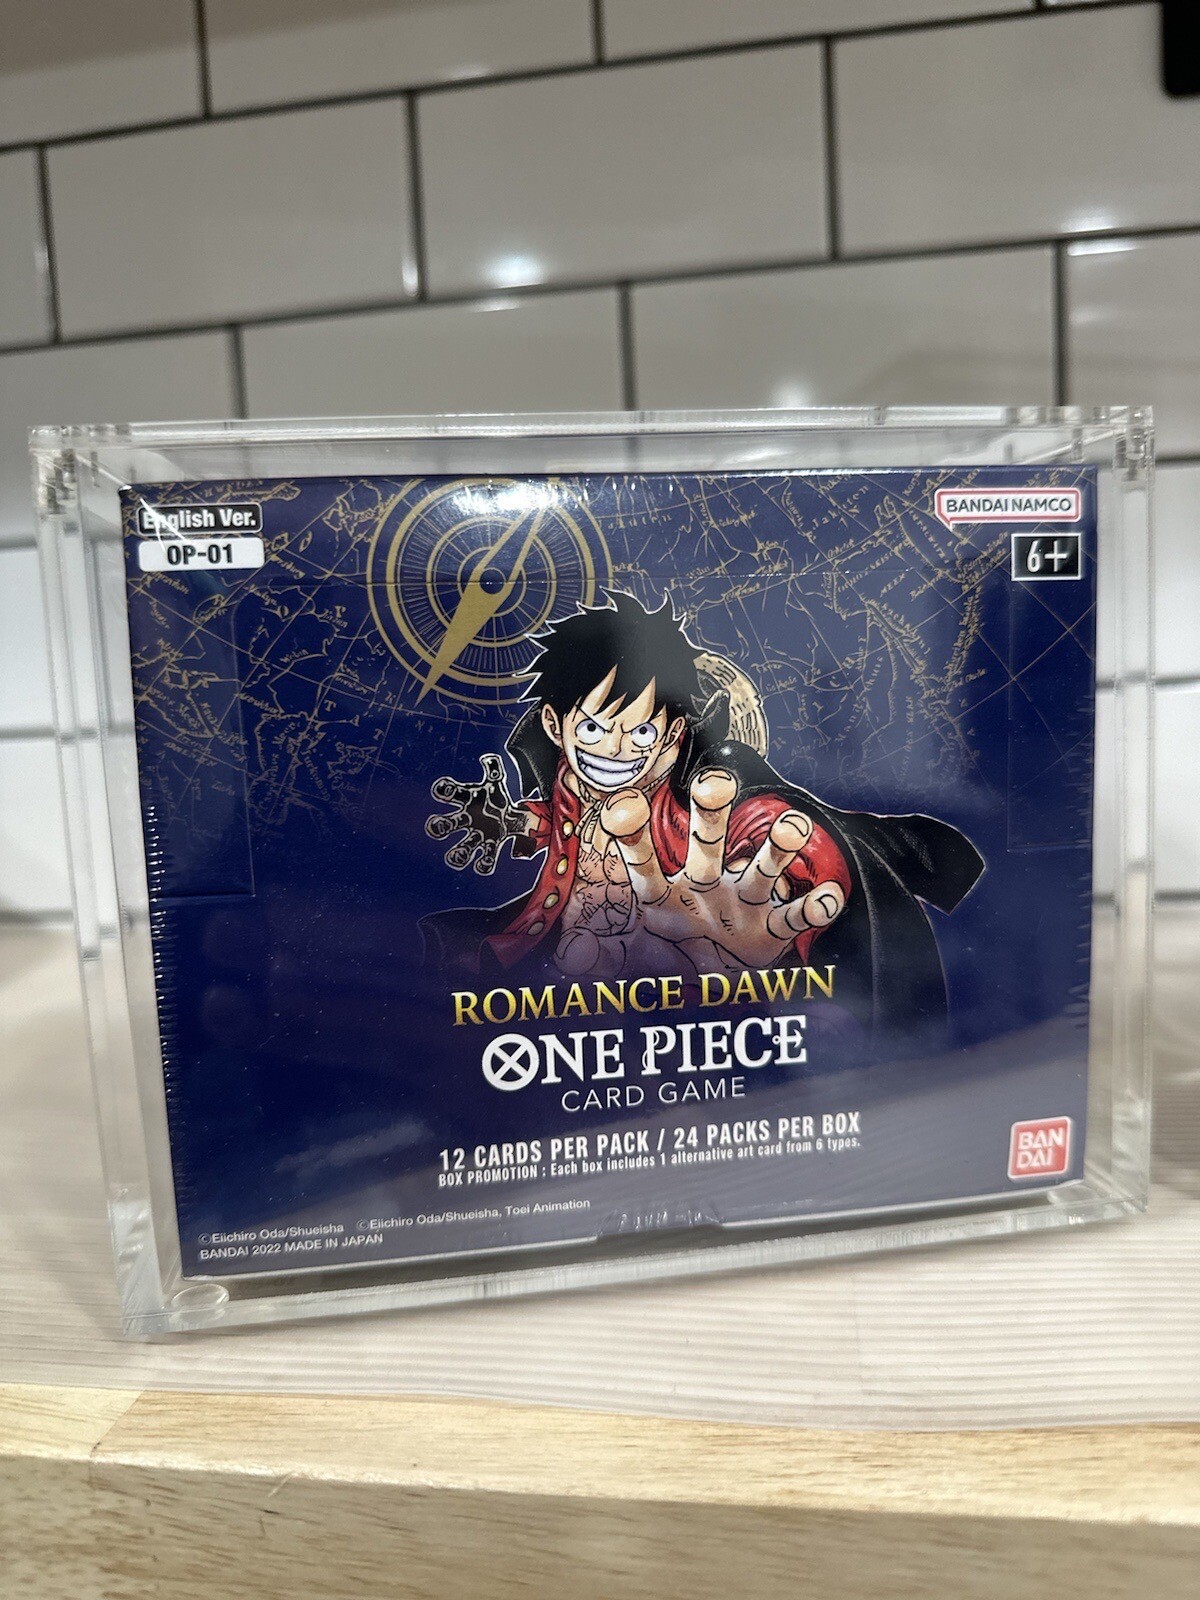 English Ver.
OP-01
BANDAI NAMCO
6+
ROMANCE DAWN
ONE PIECE
CARD GAME
12 CARDS PER PACK / 24 PACKS PER BOX
BOX PROMOTION : Each box includes 1 alternative art card from 6 types.
BAN
DAI
©Eiichiro Oda/Shueisha ©Eiichiro Oda/Shueisha, Toei Animation
BANDAI 2022 MADE IN JAPAN